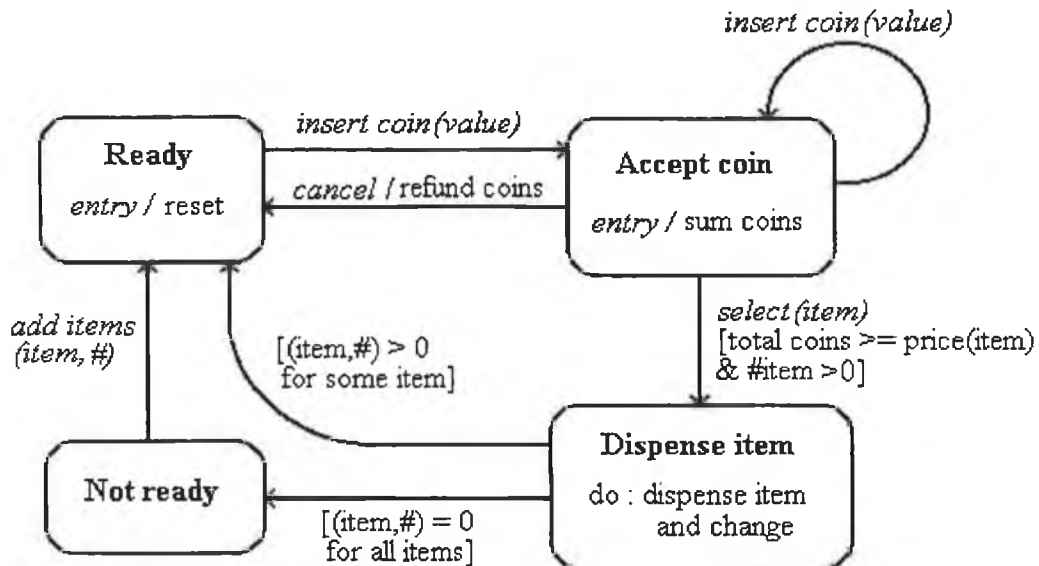 insert coin(value)
Ready
entry / reset
insert coin(value)
cancel / refund coins
Accept coin
entry / sum coins
add items
(item, #)
[(item,#) > 0
for some item]
select(item)
[total coins >= price(item)
& #item >0]
Not ready
[(item,#) = 0
for all items]
Dispense item
do : dispense item
and change